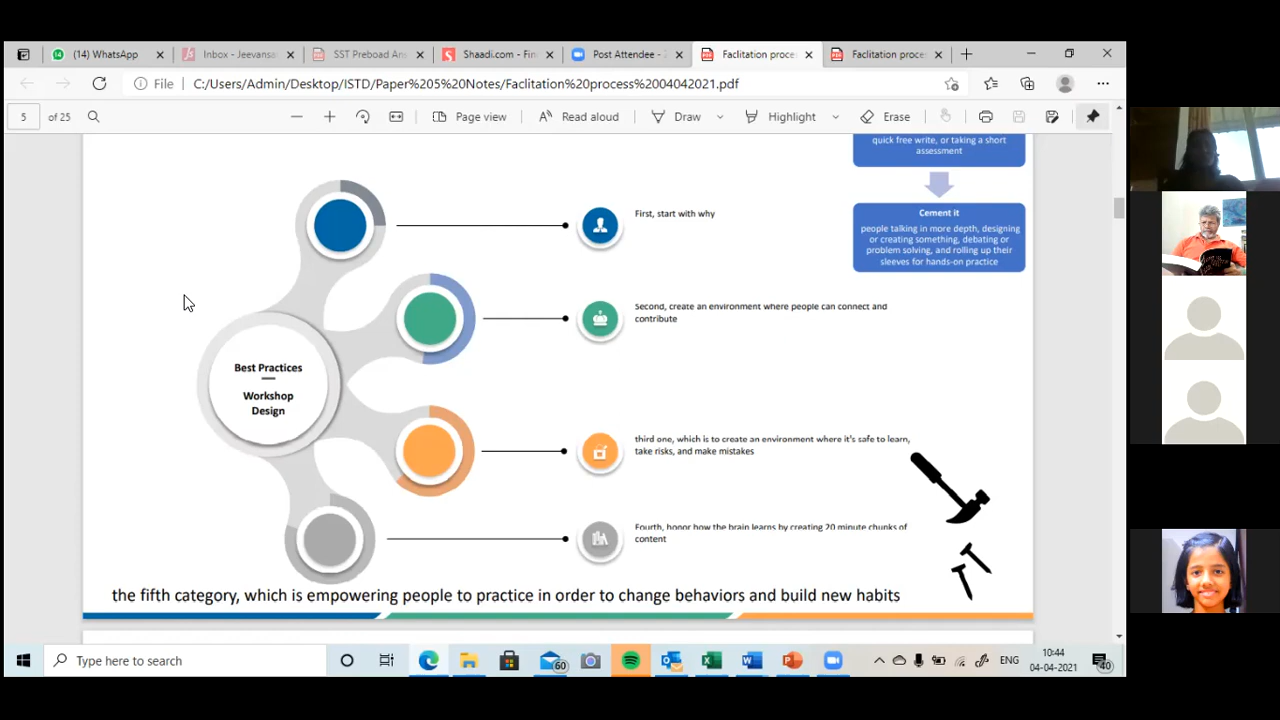 (14) WhatsApp
Inbox - Jeevansa
SST Preboad An
Shaadi.com - Fin
Post Attendee - Z
Faclitation proce
Faclitation proce
File
C:/Users/Admin/Desktop/ISTD/Paper%205%20Notes/Faclitation%20process%2004042021.pdf
5
of 25
Page view
Read aloud
Draw
Highlight
Erase
quick free write, or taking a short
assessment
Cement it
people talking in more depth, designing
or creating something, debating or
problem solving, and rolling up their
sleeves for hands-on practice
First, start with why
Second, create an environment where people can connect and
contribute
Best Practices
Workshop
Design
third one, which is to create an environment where it's safe to learn,
take risks, and make mistakes
Fourth, honor how the brain learns by creating 20 minute chunks of
content
the fifth category, which is empowering people to practice in order to change behaviors and build new habits
Type here to search
60
ENG
10:44
04-04-2021
40